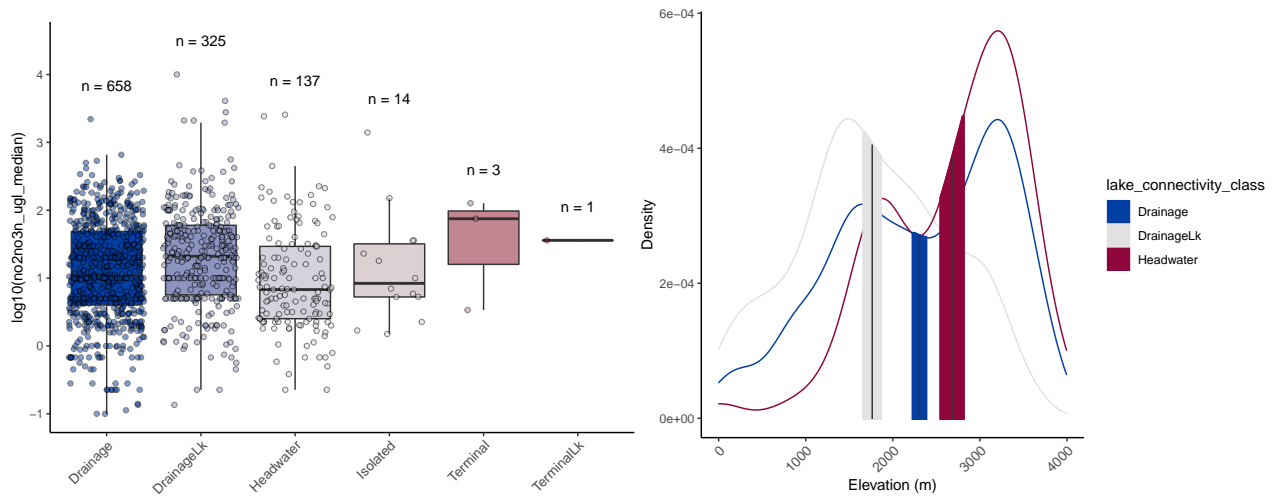 log10(no2no3n_ugl_median)
4
3
2
1
0
−1
n = 658
n = 325
n = 137
n = 14
n = 3
n = 1
Drainage
DrainageLk
Headwater
Isolated
Terminal
TerminalLk
Density
6e−04
4e−04
2e−04
0e+00
0
1000
2000
3000
4000
Elevation (m)
lake_connectivity_class
Drainage
DrainageLk
Headwater